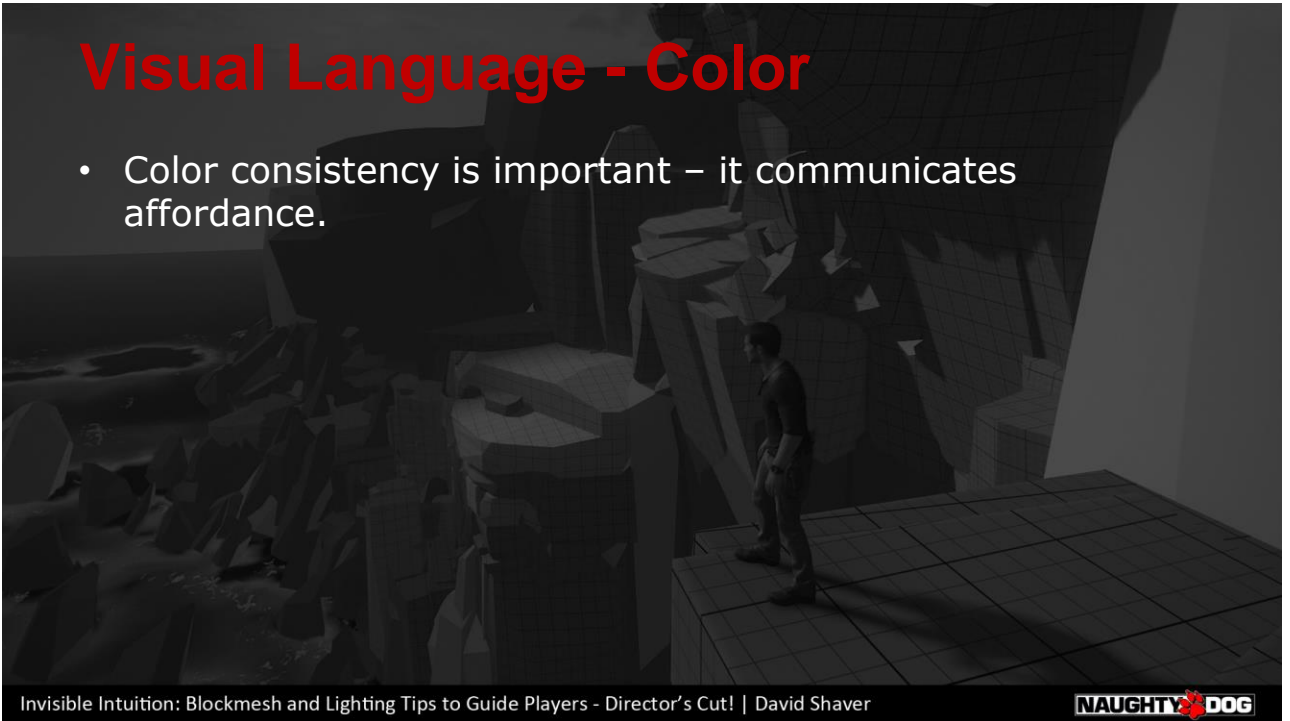 Visual Language - Color
• Color consistency is important – it communicates
affordance.
Invisible Intuition: Blockmesh and Lighting Tips to Guide Players - Director's Cut! | David Shaver
NAUGHTY DOG